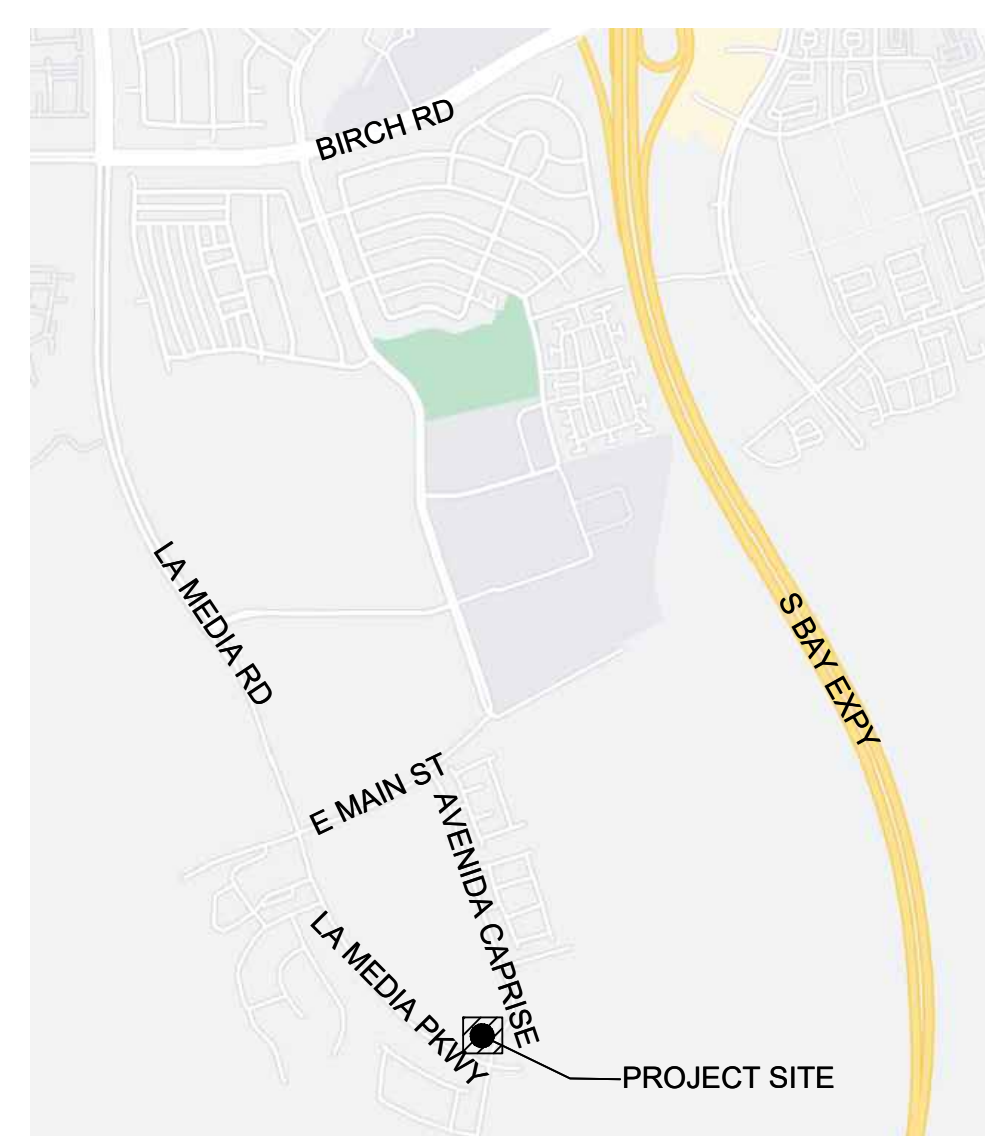 BIRCH RD
LA MEDIA RD
S BAY EXPY
E MAIN ST
AVENIDA CAPRISE
LA MEDIA PKWY
PROJECT SITE